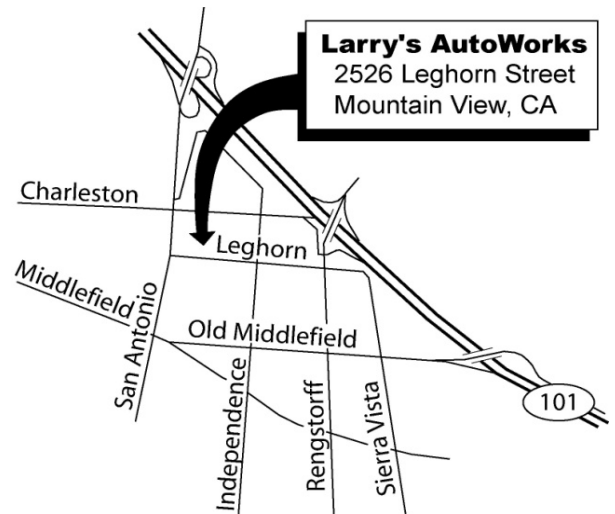 Larry's AutoWorks
2526 Leghorn Street
Mountain View, CA
Charleston
Leghorn
Middlefield
San Antonio
Old Middlefield
Independence
Rengstorff
Sierra Vista
101